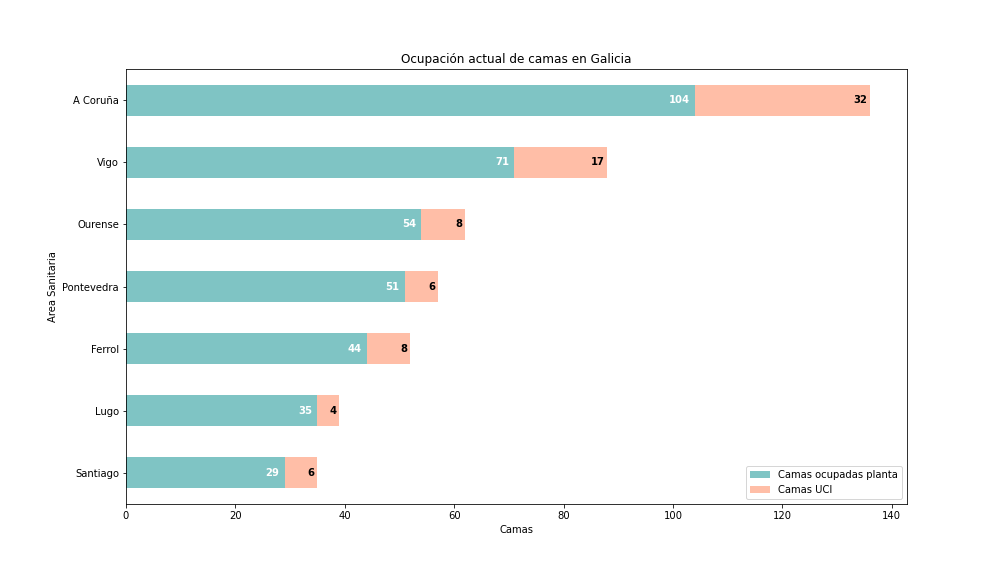 Ocupación actual de camas en Galicia
A Coruña
104
32
Vigo
71
17
Ourense
54
8
Area Sanitaria
Pontevedra
51
6
Ferrol
44
8
Lugo
35
4
Santiago
29
6
Camas ocupadas planta
Camas UCI
0 20 40 60 80 100 120 140
Camas